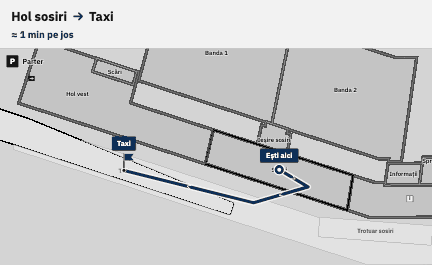 Hol sosiri → Taxi
≈ 1 min pe jos
Banda 1
P Parter
Scări
Banda 2
Hol vest
Ieșire sosiri
Taxi
Ești aici
Informații
Trotuar sosiri